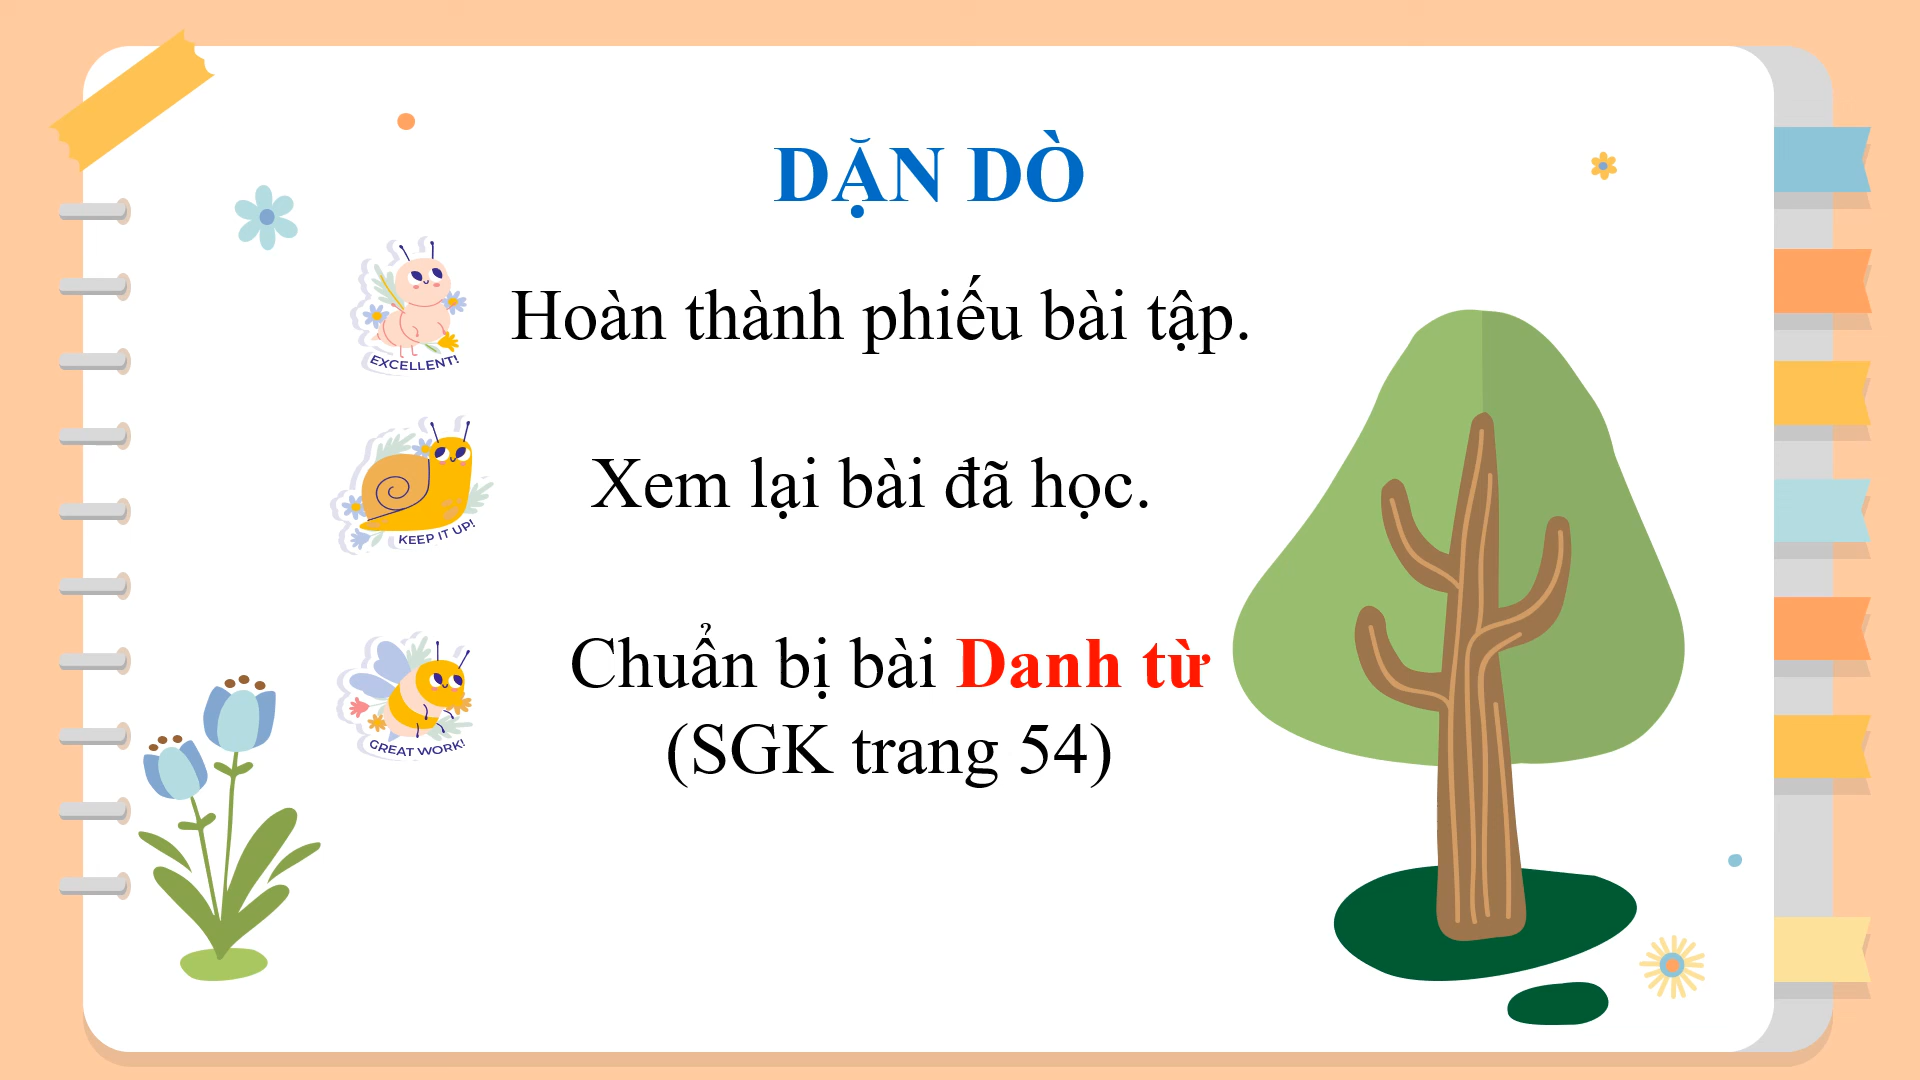 DẶN DÒ
Hoàn thành phiếu bài tập.
EXCELLENT!
Xem lại bài đã học.
KEEP IT UP!
Chuẩn bị bài Danh từ
(SGK trang 54)
GREAT WORK!